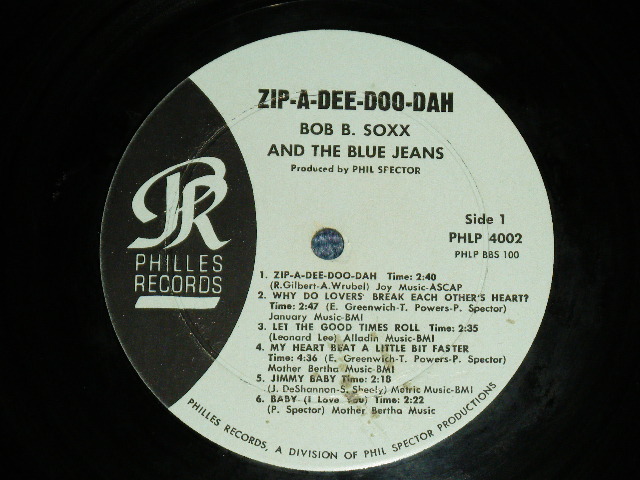 ZIP-A-DEE-DOO-DAH
BOB B. SOXX
AND THE BLUE JEANS
Produced by PHIL SPECTOR
Side 1
PHLP 4002
PHLP BBS 100
PR
PHILLES
RECORDS
1. ZIP-A-DEE-DOO-DAH Time: 2:40
(R.Gilbert-A.Wrubel) Joy Music-ASCAP
2. WHY DO LOVERS BREAK EACH OTHER'S HEART?
Time: 2:47 (E. Greenwich-T. Powers-P. Spector)
January Music-BMI
3. LET THE GOOD TIMES ROLL Time: 2:35
(Leonard Lee) Alladin Music-BMI
4. MY HEART BEAT A LITTLE BIT FASTER
Time: 4:36 (E. Greenwich-T. Powers-P. Spector)
Mother Bertha Music-BMI
5. JIMMY BABY Time: 2:18
(J. DeShannon-S. Sheely) Metric Music-BMI
6. BABY (I Love You) Time: 2:22
(P. Spector) Mother Bertha Music
PHILLES RECORDS, A DIVISION OF PHIL SPECTOR PRODUCTIONS